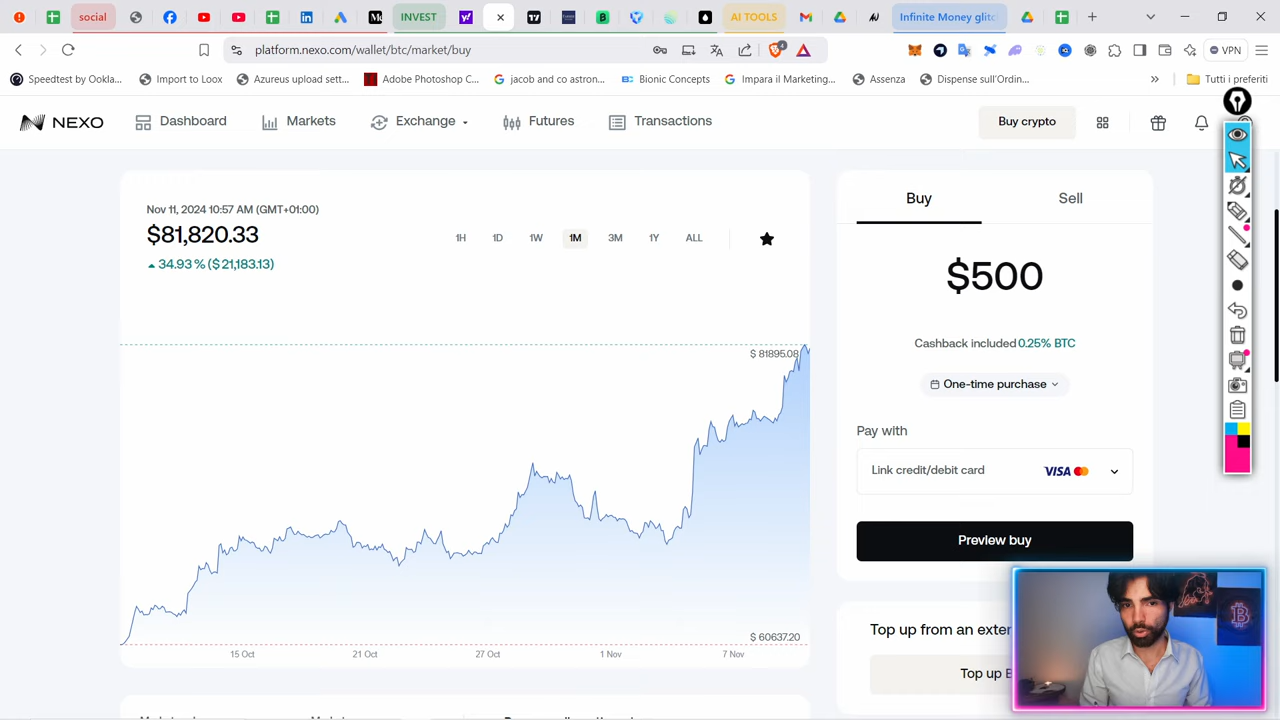 social
INVEST
AI TOOLS
Infinite Money glitc
platform.nexo.com/wallet/btc/market/buy
4
VPN
Speedtest by Ookla...
Import to Loox
Azureus upload sett...
Adobe Photoshop C...
jacob and co astron...
Bionic Concepts
Impara il Marketing...
Assenza
Dispense sull'Ordin...
»
Tutti i preferiti
NEXO
Dashboard
Markets
Exchange
Futures
Transactions
Buy crypto
Nov 11, 2024 10:57 AM (GMT+01:00)
$81,820.33
34.93 % ($ 21,183.13)
1H
1D
1W
1M
3M
1Y
ALL
$ 81895.08
$ 60637.20
15 Oct
21 Oct
27 Oct
1 Nov
7 Nov
Buy
Sell
$500
Cashback included 0.25% BTC
One-time purchase
Pay with
Link credit/debit card
VISA
Preview buy
Top up from an exter
Top up